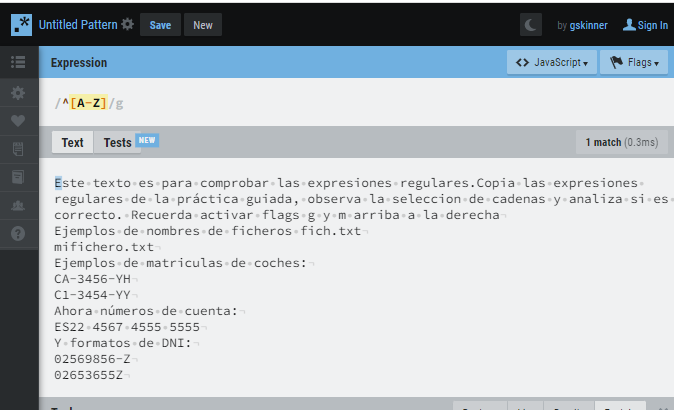 Untitled Pattern Save New by gskinner Sign In
Expression <> JavaScript Flags
/^[A-Z]/g
Text Tests NEW 1 match (0.3ms)
Este texto es para comprobar las expresiones regulares.Copia las expresiones
regulares de la práctica guiada, observa la seleccion de cadenas y analiza si es
correcto. Recuerda activar flags g y m arriba a la derecha
Ejemplos de nombres de ficheros fich.txt
mifichero.txt
Ejemplos de matriculas de coches:
CA-3456-YH
C1-3454-YY
Ahora números de cuenta:
ES22 4567 4555 5555
Y formatos de DNI:
02569856-Z
02653655Z